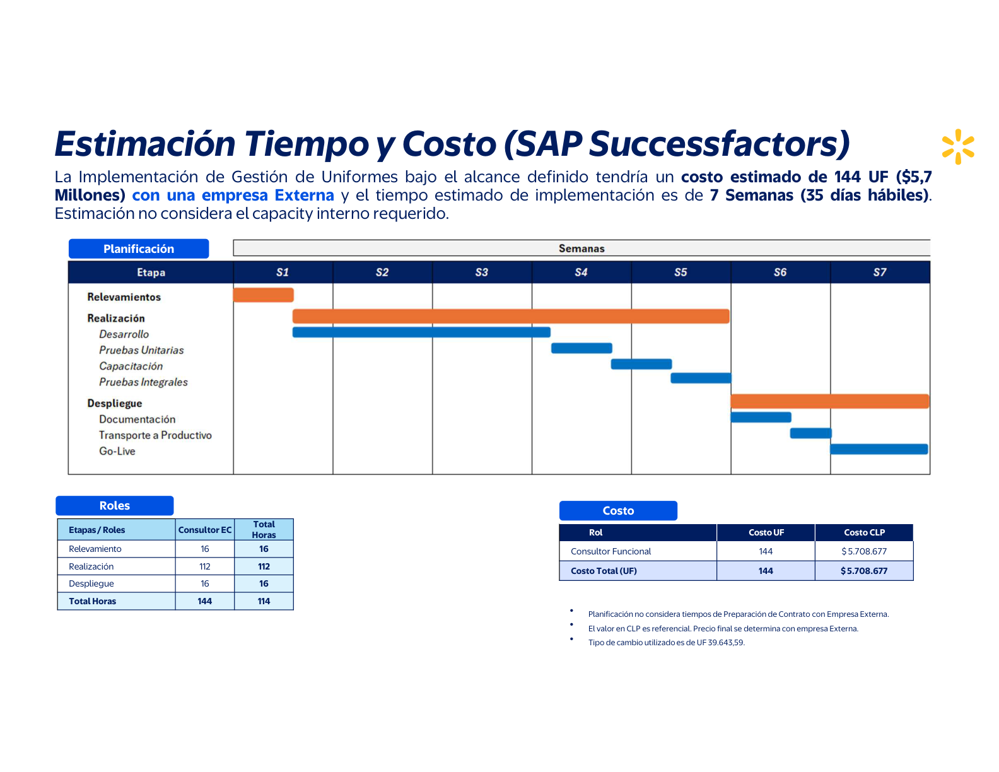 Estimación Tiempo y Costo (SAP Successfactors)
La Implementación de Gestión de Uniformes bajo el alcance definido tendría un costo estimado de 144 UF ($5,7
Millones) con una empresa Externa y el tiempo estimado de implementación es de 7 Semanas (35 días hábiles).
Estimación no considera el capacity interno requerido.
Planificación Semanas
Etapa S1 S2 S3 S4 S5 S6 S7
Relevamientos
Realización
Desarrollo
Pruebas Unitarias
Capacitación
Pruebas Integrales
Despliegue
Documentación
Transporte a Productivo
Go-Live
Roles
Etapas / Roles Consultor EC Total Horas
Relevamiento 16 16
Realización 112 112
Despliegue 16 16
Total Horas 144 114
Costo
Rol Costo UF Costo CLP
Consultor Funcional 144 $ 5.708.677
Costo Total (UF) 144 $ 5.708.677
• Planificación no considera tiempos de Preparación de Contrato con Empresa Externa.
• El valor en CLP es referencial. Precio final se determina con empresa Externa.
• Tipo de cambio utilizado es de UF 39.643,59.